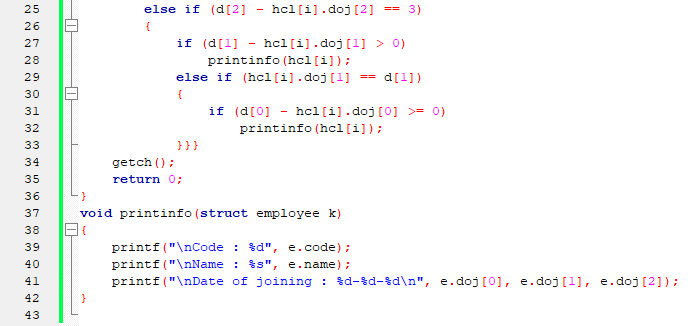 25 else if (d[2] - hcl[i].doj[2] == 3)
26 {
27 if (d[1] - hcl[i].doj[1] > 0)
28 printinfo(hcl[i]);
29 else if (hcl[i].doj[1] == d[1])
30 {
31 if (d[0] - hcl[i].doj[0] >= 0)
32 printinfo(hcl[i]);
33 }}}
34 getch();
35 return 0;
36 }
37 void printinfo(struct employee k)
38 {
39 printf("\nCode : %d", e.code);
40 printf("\nName : %s", e.name);
41 printf("\nDate of joining : %d-%d-%d\n", e.doj[0], e.doj[1], e.doj[2]);
42 }
43